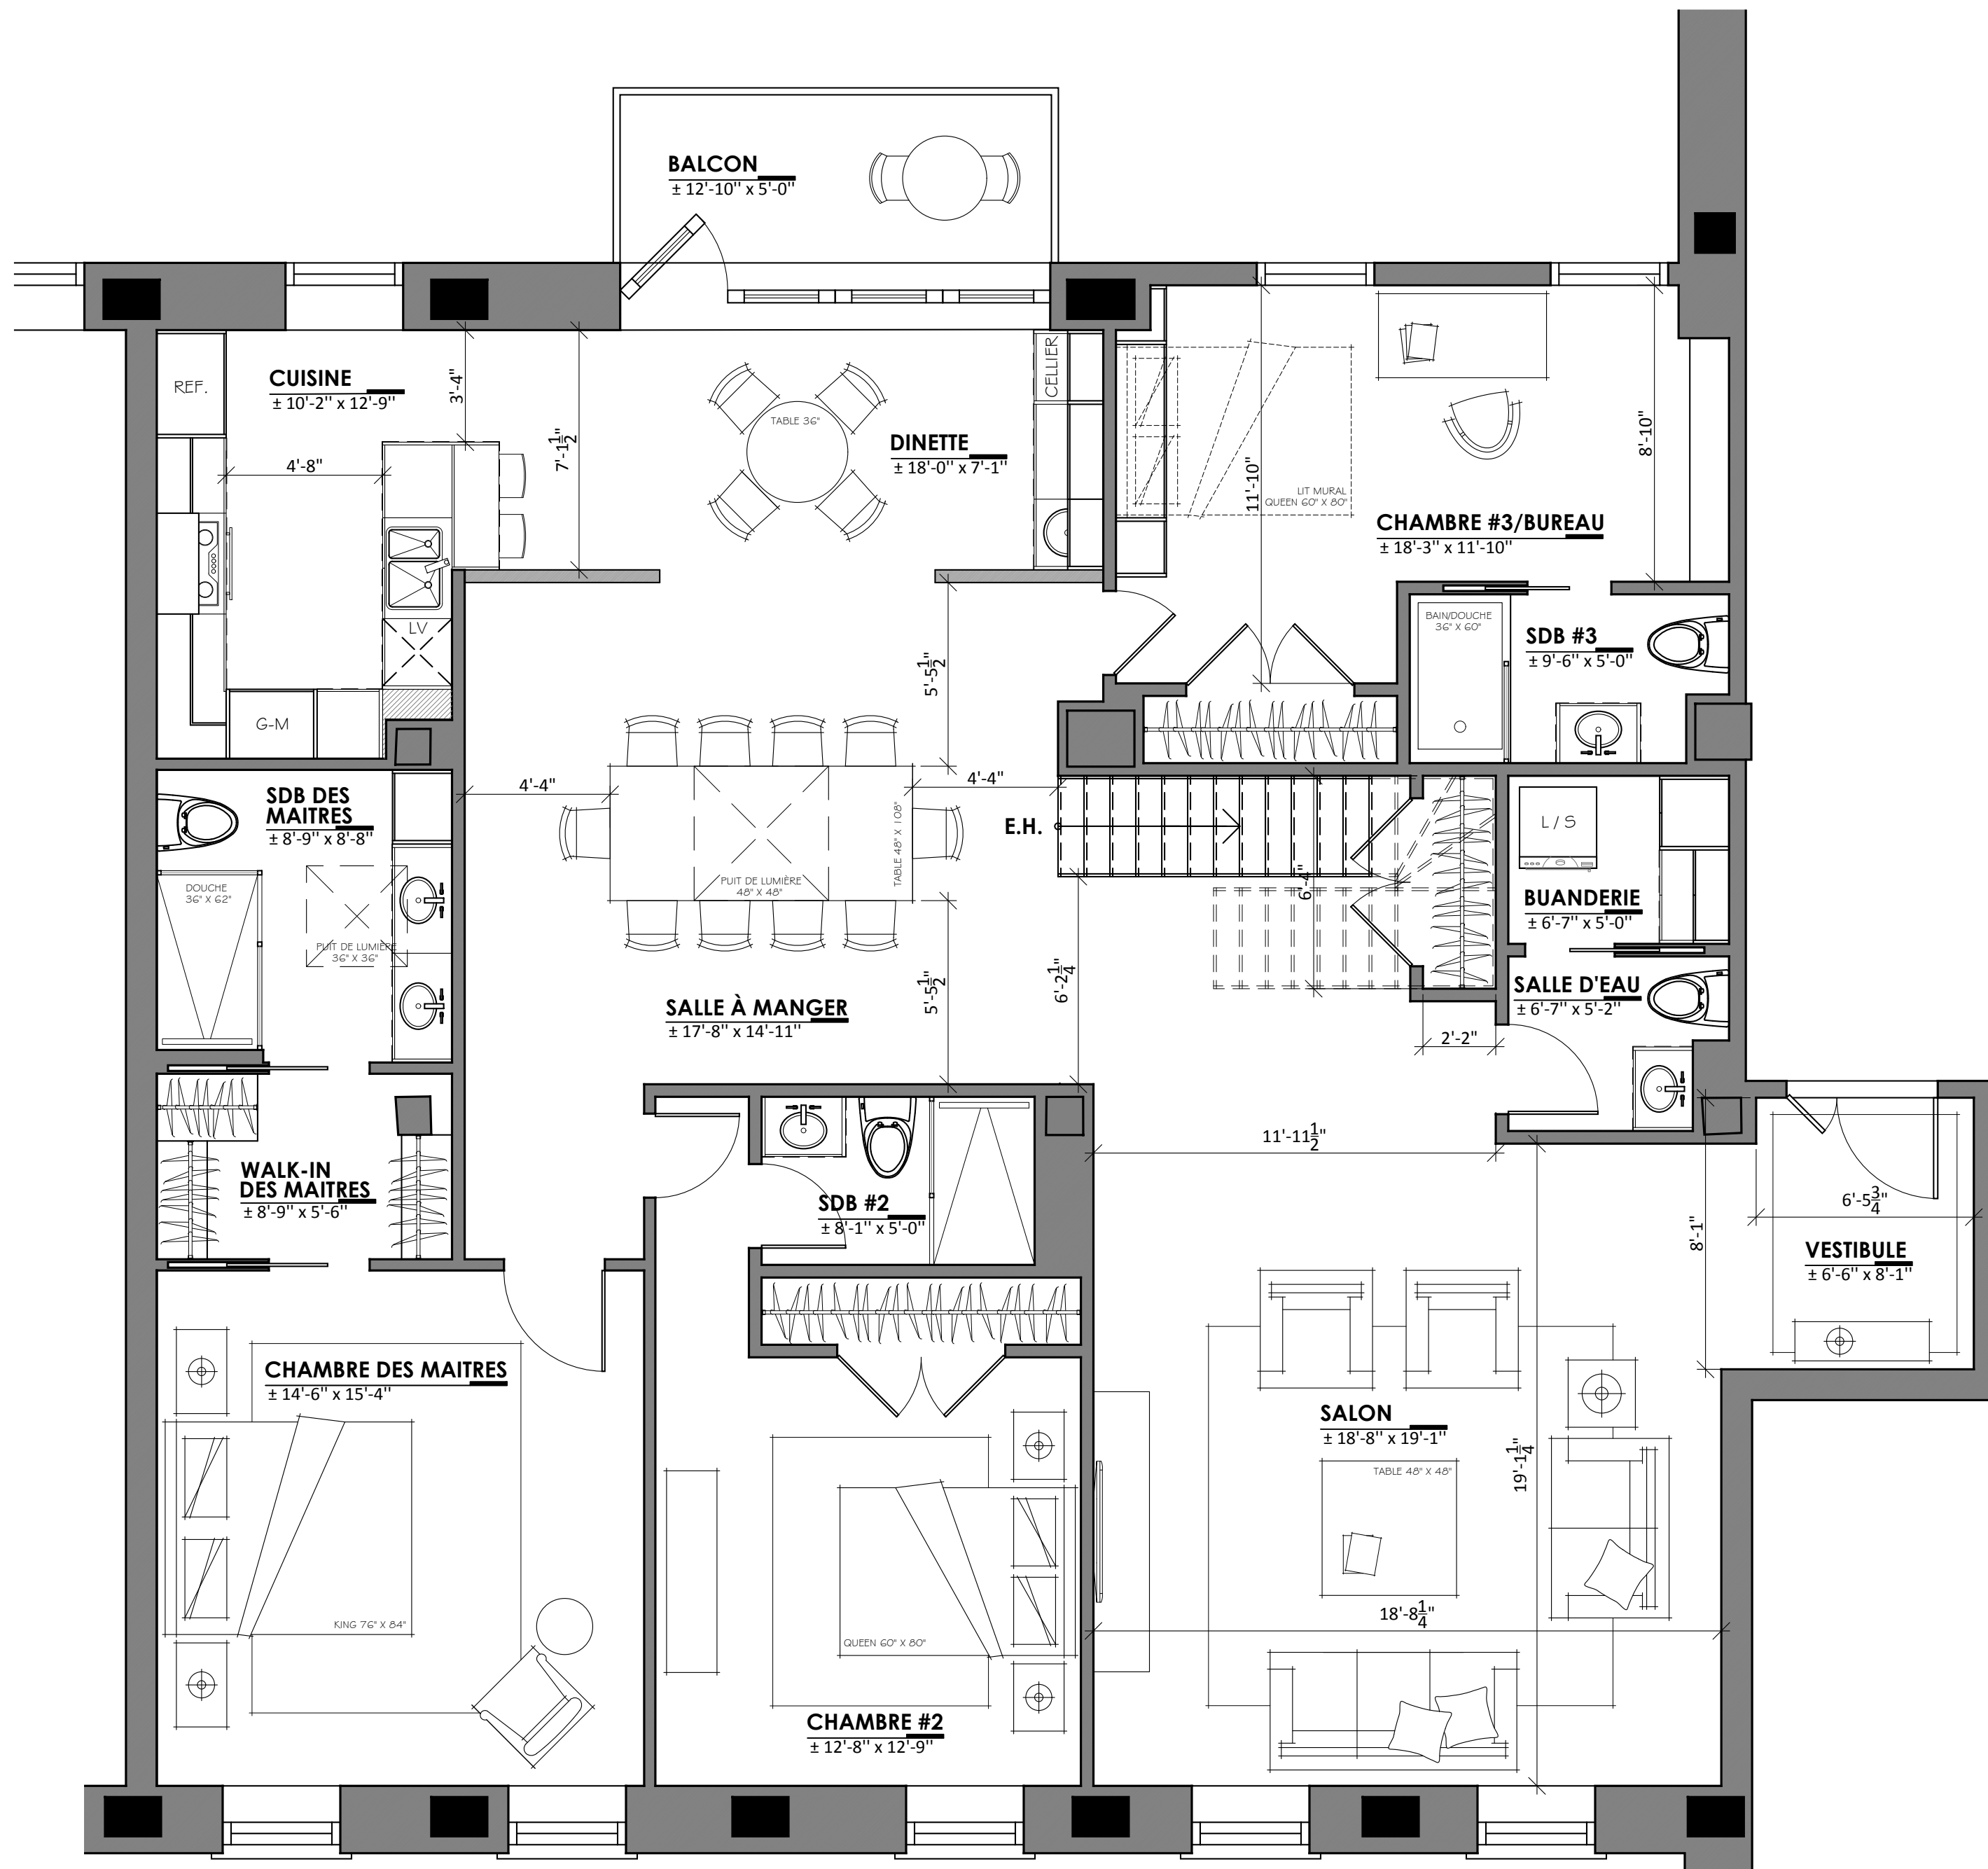 BALCON
± 12'-10" x 5'-0"
REF.
CUISINE
± 10'-2" x 12'-9"
3'-4"
7'-1 1/2"
4'-8"
TABLE 36"
DINETTE
± 18'-0" x 7'-1"
CELLIER
11'-10"
LIT MURAL
QUEEN 60" X 80"
CHAMBRE #3/BUREAU
± 18'-3" x 11'-10"
8'-10"
LV
G-M
5'-5 1/2"
BAIN/DOUCHE
36" X 60"
SDB #3
± 9'-6" x 5'-0"
SDB DES
MAITRES
± 8'-9" x 8'-8"
4'-4"
4'-4"
TABLE 48" X 108"
PUIT DE LUMIÈRE
48" X 48"
E.H.
6'-4"
L / S
BUANDERIE
± 6'-7" x 5'-0"
DOUCHE
36" X 62"
PUIT DE LUMIÈRE
36" X 36"
SALLE À MANGER
± 17'-8" x 14'-11"
5'-5 1/2"
6'-2 1/4"
2'-2"
SALLE D'EAU
± 6'-7" x 5'-2"
WALK-IN
DES MAITRES
± 8'-9" x 5'-6"
SDB #2
± 8'-1" x 5'-0"
11'-11 1/2"
8'-1"
6'-5 3/4"
VESTIBULE
± 6'-6" x 8'-1"
CHAMBRE DES MAITRES
± 14'-6" x 15'-4"
KING 76" X 84"
QUEEN 60" X 80"
CHAMBRE #2
± 12'-8" x 12'-9"
SALON
± 18'-8" x 19'-1"
TABLE 48" X 48"
19'-1 1/4"
18'-8 1/4"